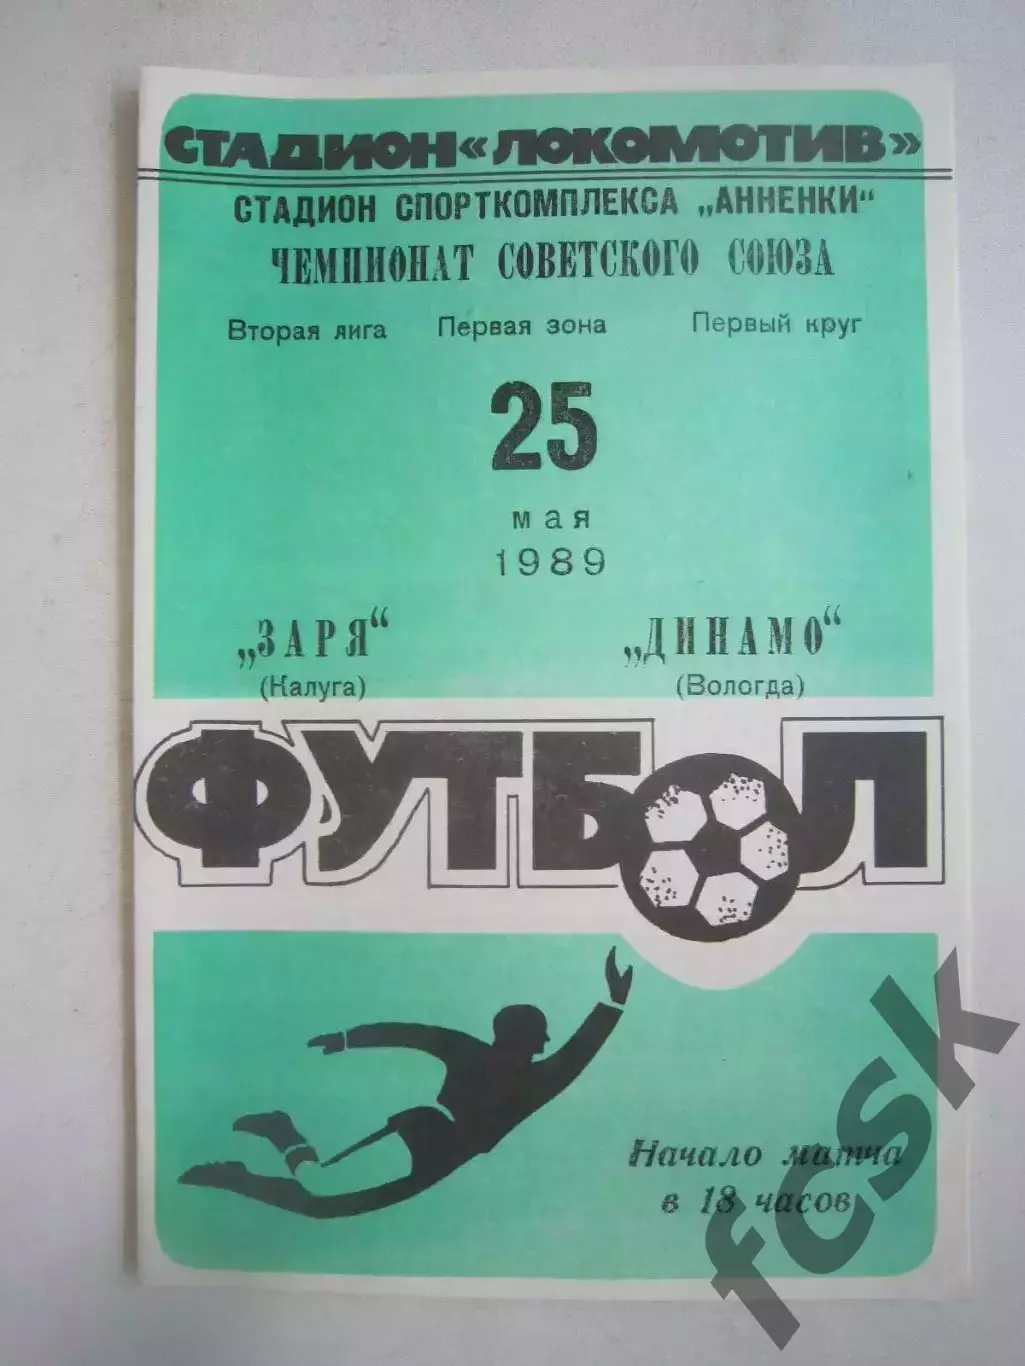 СТАДИОН «ЛОКОМОТИВ»
СТАДИОН СПОРТКОМПЛЕКСА „АННЕНКИ“
ЧЕМПИОНАТ СОВЕТСКОГО СОЮЗА
Вторая лига Первая зона Первый круг
25
мая
1989
„ЗАРЯ“ „ДИНАМО“
(Калуга) (Вологда)
ФУТБОЛ
Начало матча
в 18 часов
fcsk